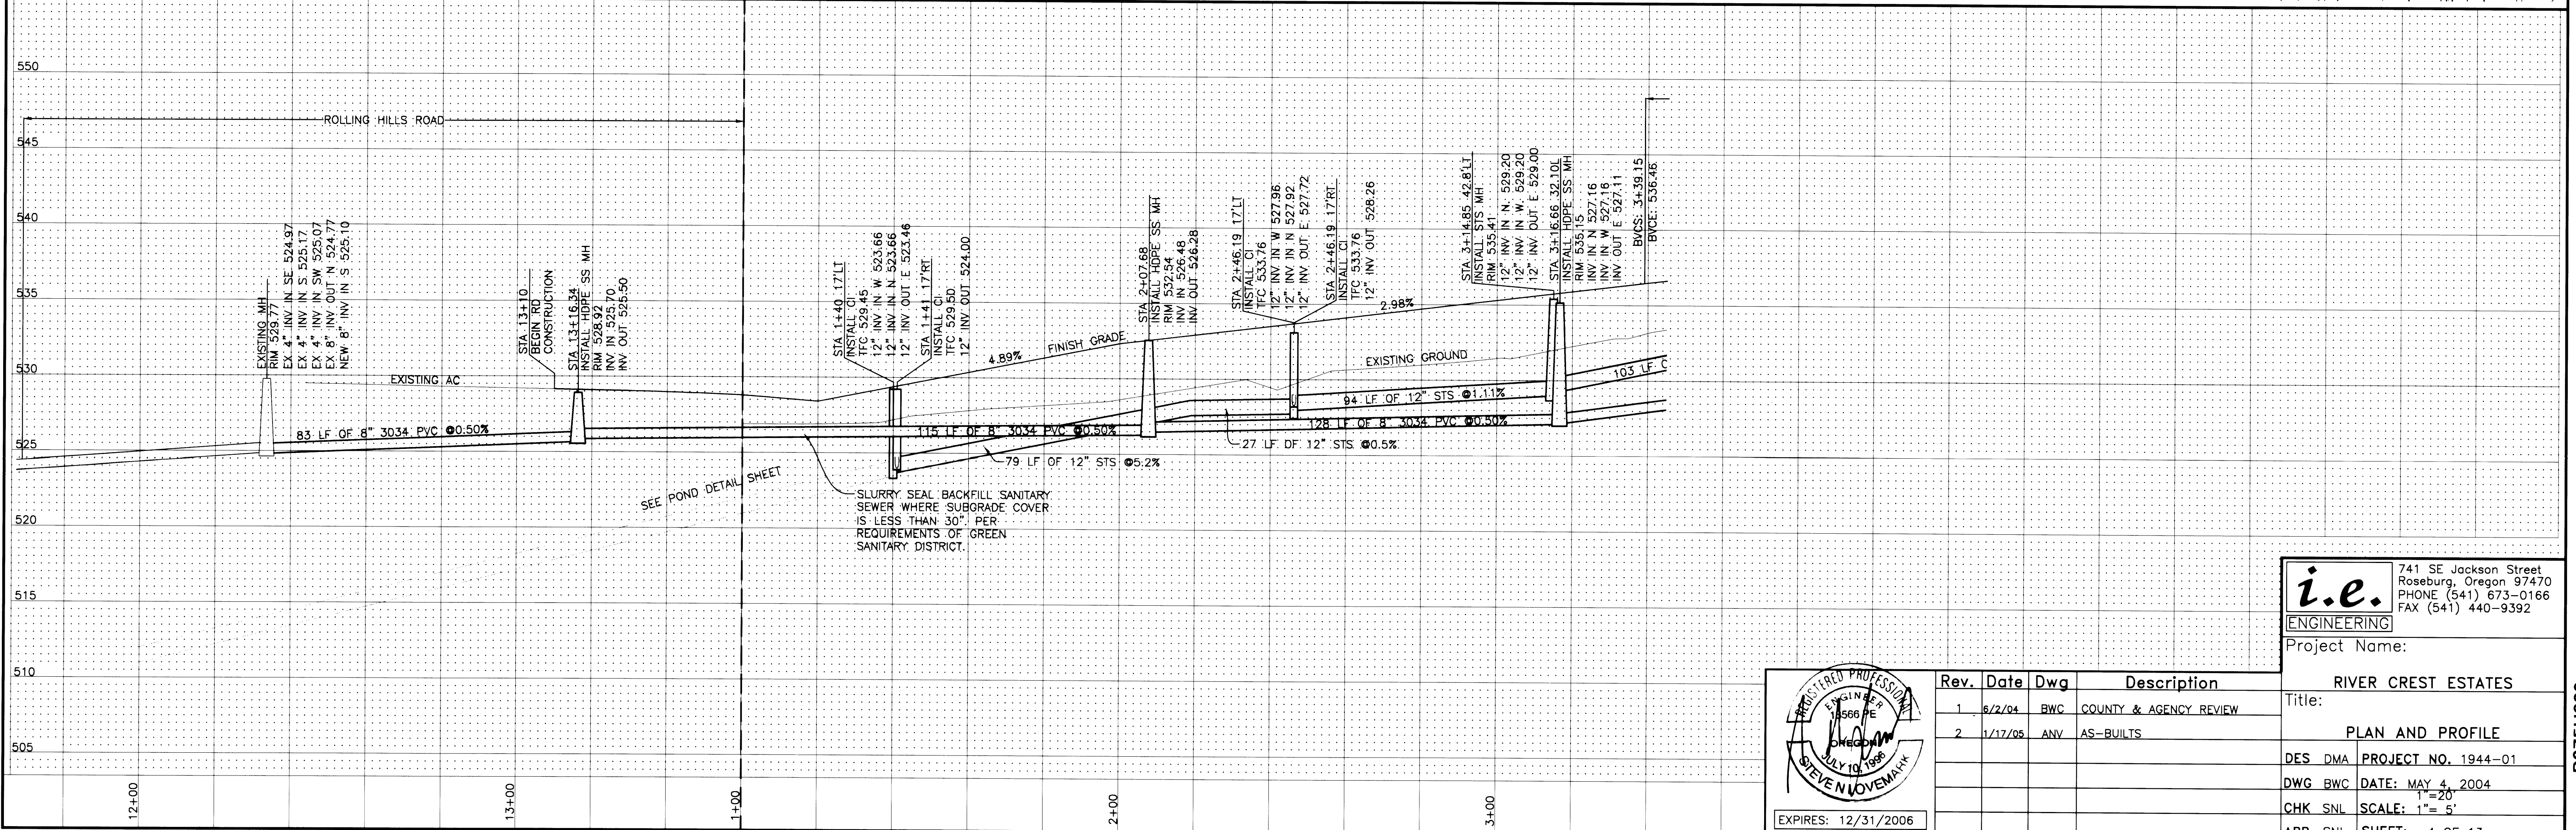 550
545
540
535
530
525
520
515
510
505
ROLLING HILLS ROAD
EXISTING MH
RIM 529.77
EX 4" INV IN SE 524.97
EX 4" INV IN S 525.17
EX 4" INV IN SW 525.07
EX 8" INV OUT N 524.77
NEW 8" INV IN S 525.10
EXISTING AC
STA 13+10
BEGIN RD
CONSTRUCTION
STA 13+16.34
INSTALL HDPE SS MH
RIM 528.92
INV IN 525.70
INV OUT 525.50
83 LF OF 8" 3034 PVC @0.50%
SEE POND DETAIL SHEET
STA 1+40 17'LT
INSTALL CI
TFC 529.45
12" INV IN W 523.66
12" INV IN N 523.66
12" INV OUT E 523.46
STA 1+41 17'RT
INSTALL CI
TFC 529.50
12" INV OUT 524.00
4.89%
FINISH GRADE
115 LF OF 8" 3034 PVC @0.50%
79 LF OF 12" STS @5.2%
SLURRY SEAL BACKFILL SANITARY
SEWER WHERE SUBGRADE COVER
IS LESS THAN 30". PER
REQUIREMENTS OF GREEN
SANITARY DISTRICT.
STA 2+07.68
INSTALL HDPE SS MH
RIM 532.54
INV IN 526.48
INV OUT 526.28
STA 2+46.19 17'LT
INSTALL CI
TFC 533.76
12" INV IN W 527.96
12" INV IN N 527.92
12" INV OUT E 527.72
STA 2+46.19 17'RT
INSTALL CI
TFC 533.76
12" INV OUT 528.26
2.98%
EXISTING GROUND
94 LF OF 12" STS @1.11%
128 LF OF 8" 3034 PVC @0.50%
27 LF OF 12" STS @0.5%
STA 3+14.85 42.8'LT
INSTALL STS MH
RIM 535.41
12" INV IN N. 529.20
12" INV IN W. 529.20
12" INV OUT E 529.00
STA 3+16.66 32.10L
INSTALL HDPE SS MH
RIM 535.15
INV IN N 527.16
INV IN W 527.16
INV OUT E 527.11
BVCS: 3+39.15
BVCE: 536.46
103 LF
12+00
13+00
1+00
2+00
3+00
REGISTERED PROFESSIONAL
ENGINEER
OREGON
JULY 10, 1996
STEVEN LOVEMARK
EXPIRES: 12/31/2006
Rev. Date Dwg Description
1 6/2/04 BWC COUNTY & AGENCY REVIEW
2 1/17/05 ANV AS-BUILTS
i.e.
ENGINEERING
741 SE Jackson Street
Roseburg, Oregon 97470
PHONE (541) 673-0166
FAX (541) 440-9392
Project Name:
RIVER CREST ESTATES
Title:
PLAN AND PROFILE
DES DMA PROJECT NO. 1944-01
DWG BWC DATE: MAY 4, 2004
1"=20'
CHK SNL SCALE: 1"= 5'